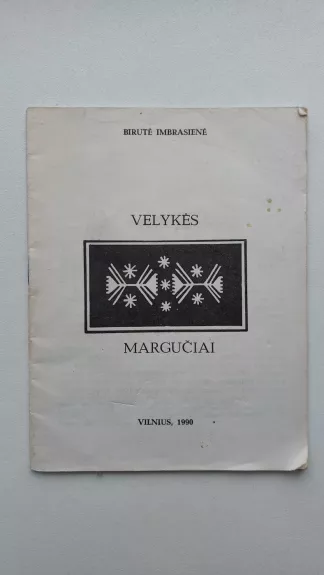 BIRUTĖ IMBRASIENĖ
VELYKĖS
MARGUČIAI
VILNIUS, 1990